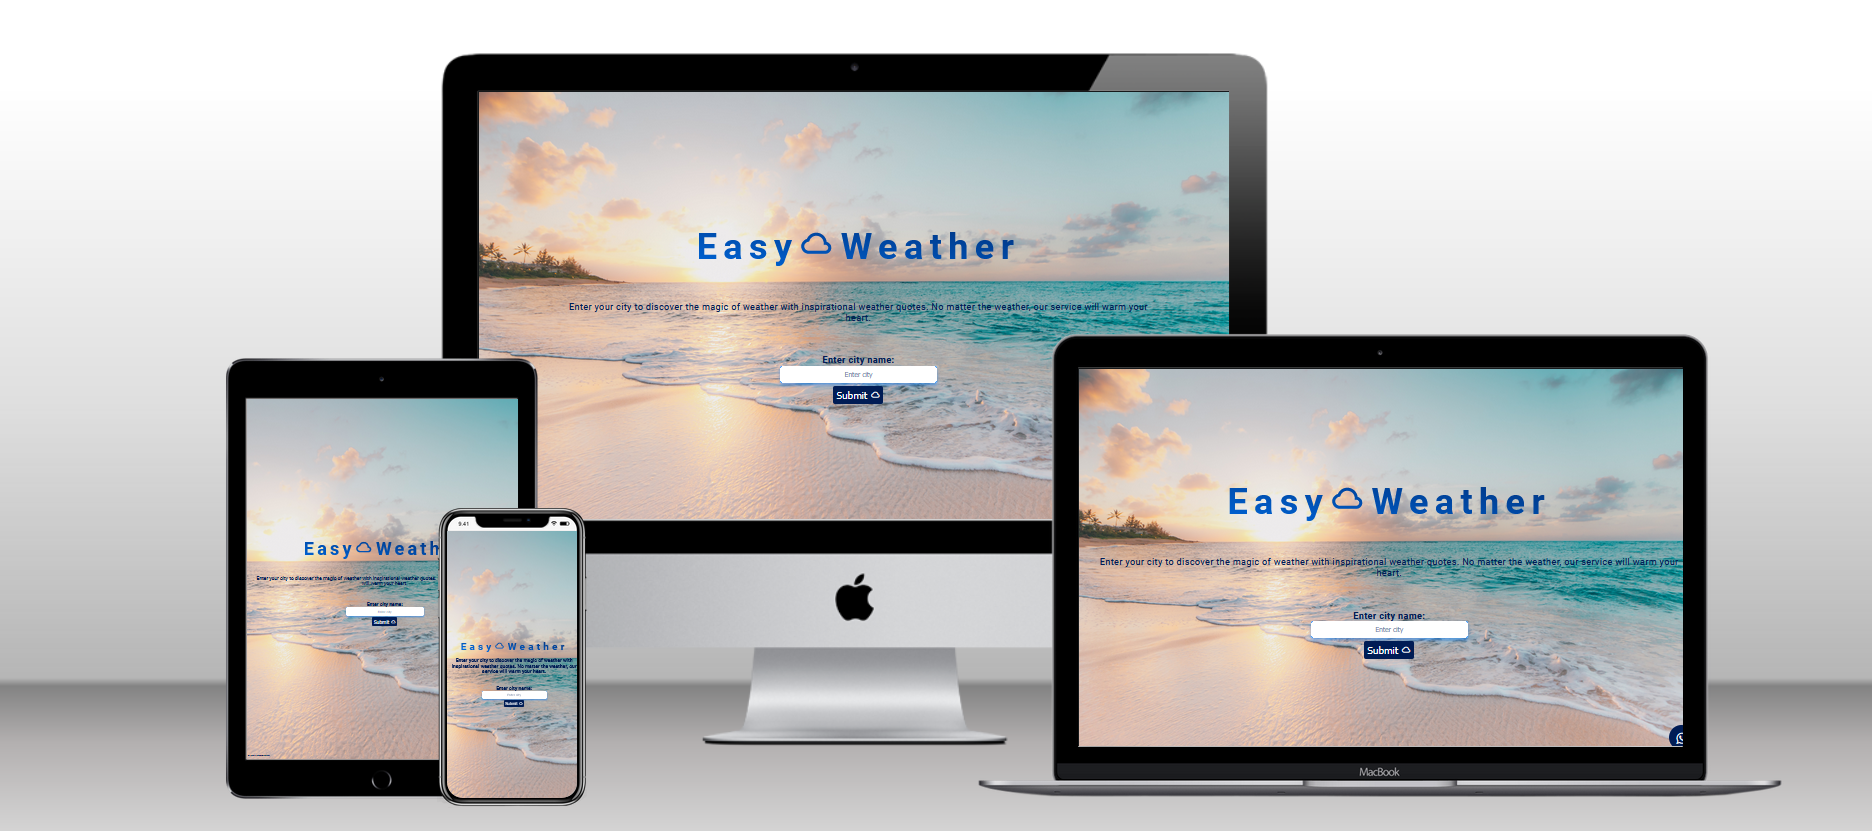 Easy Weather
Enter your city to discover the magic of weather with inspirational weather quotes. No matter the weather, our service will warm your
heart.
Enter city name:
Enter city
Submit
Easy Weath
Enter your city to discover the magic of weather with inspirational weather quotes.
will warm your heart.
Enter city name:
Submit
9:41
Easy Weather
Enter your city to discover the magic of weather with
inspirational weather quotes. No matter the weather, our
service will warm your heart.
Enter city name:
Submit
Easy Weather
Enter your city to discover the magic of weather with inspirational weather quotes. No matter the weather, our service will warm your
heart.
Enter city name:
Enter city
Submit
MacBook